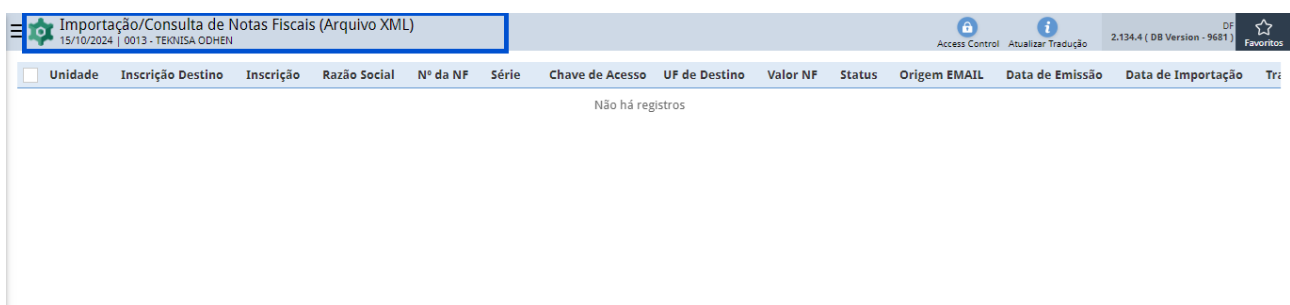 Importação/Consulta de Notas Fiscais (Arquivo XML)
15/10/2024 | 0013 - TEKNISA ODHEN
Access Control
Atualizar Tradução
DF
2.134.4 ( DB Version - 9681 )
Favoritos
Unidade Inscrição Destino Inscrição Razão Social Nº da NF Série Chave de Acesso UF de Destino Valor NF Status Origem EMAIL Data de Emissão Data de Importação
Não há registros